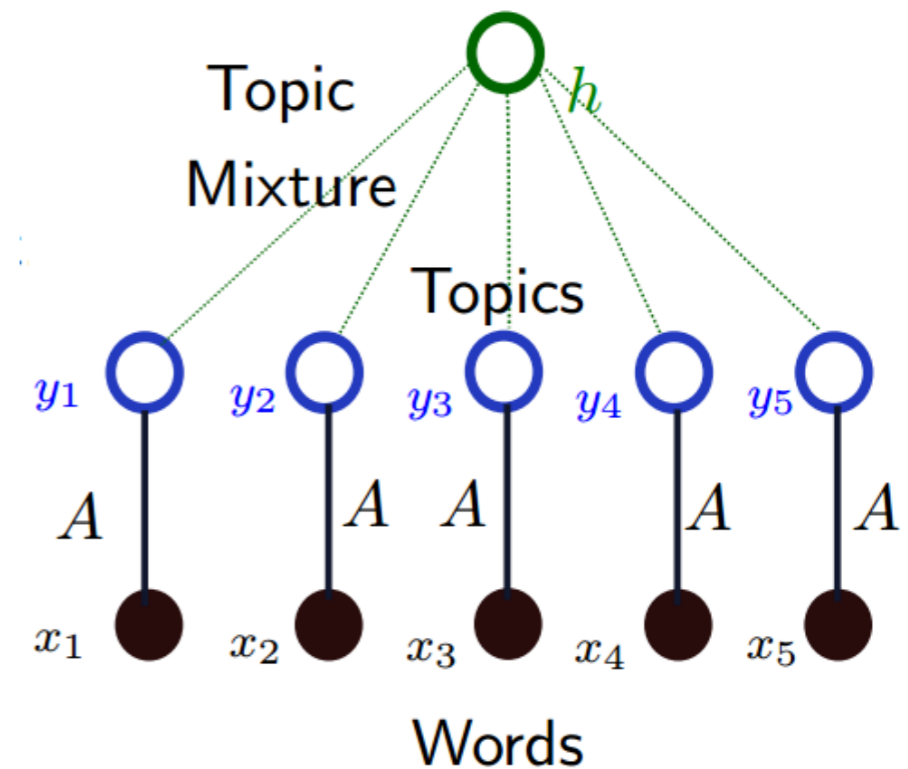 Topic
h
Mixture
Topics
y1 y2 y3 y4 y5
A A A A A
x1 x2 x3 x4 x5
Words